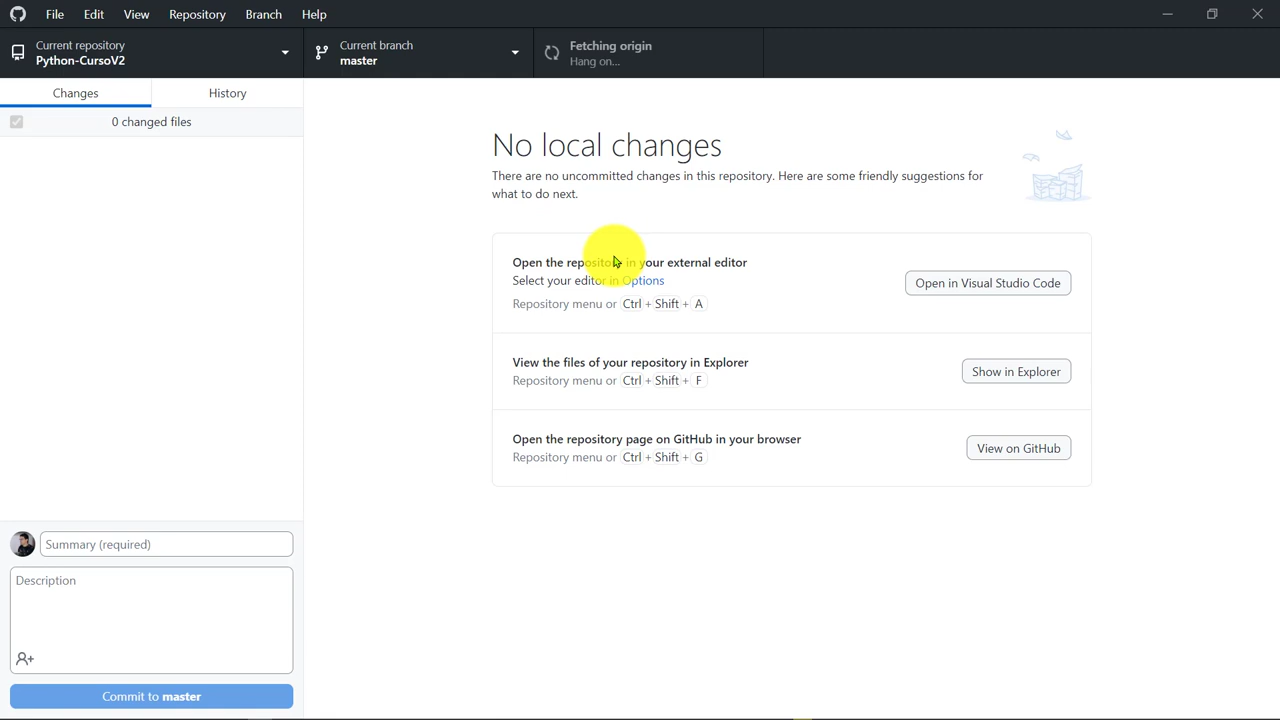 File Edit View Repository Branch Help
Current repository
Python-CursoV2
Current branch
master
Fetching origin
Hang on...
Changes History
0 changed files
No local changes
There are no uncommitted changes in this repository. Here are some friendly suggestions for
what to do next.
Open the repository in your external editor
Select your editor in Options
Repository menu or Ctrl + Shift + A
Open in Visual Studio Code
View the files of your repository in Explorer
Repository menu or Ctrl + Shift + F
Show in Explorer
Open the repository page on GitHub in your browser
Repository menu or Ctrl + Shift + G
View on GitHub
Summary (required)
Description
Commit to master